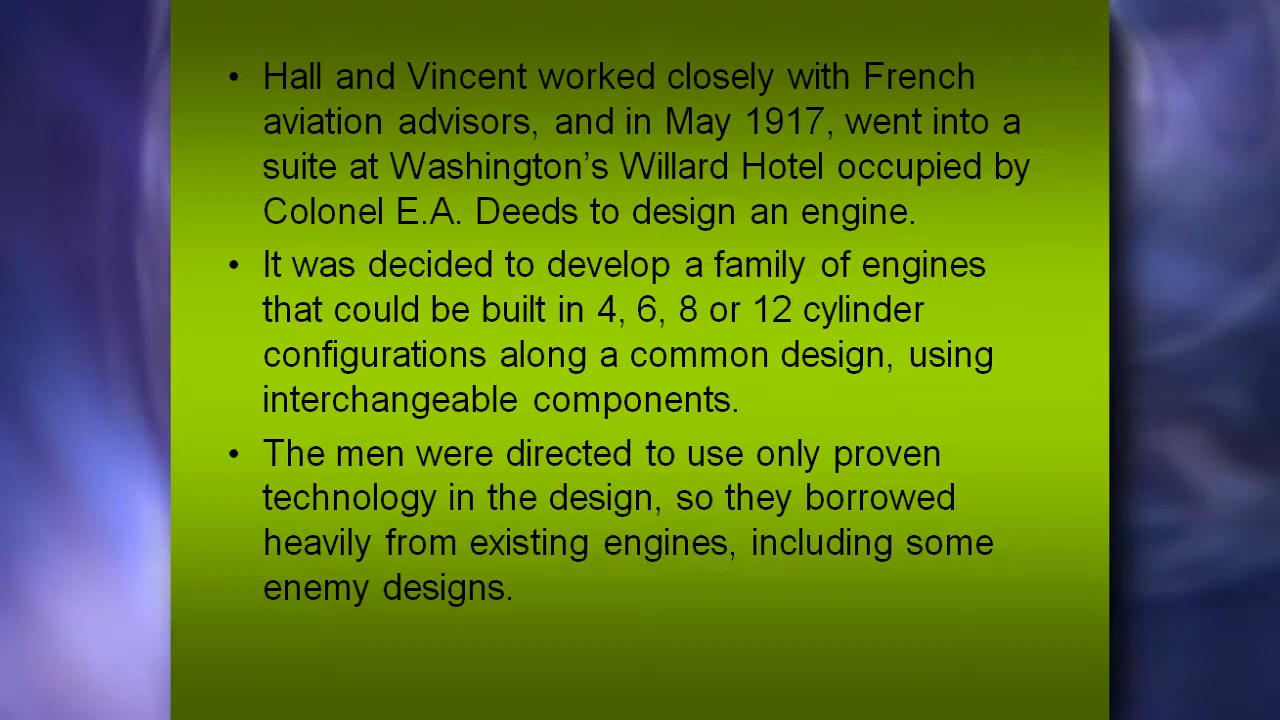 • Hall and Vincent worked closely with French
aviation advisors, and in May 1917, went into a
suite at Washington’s Willard Hotel occupied by
Colonel E.A. Deeds to design an engine.
• It was decided to develop a family of engines
that could be built in 4, 6, 8 or 12 cylinder
configurations along a common design, using
interchangeable components.
• The men were directed to use only proven
technology in the design, so they borrowed
heavily from existing engines, including some
enemy designs.